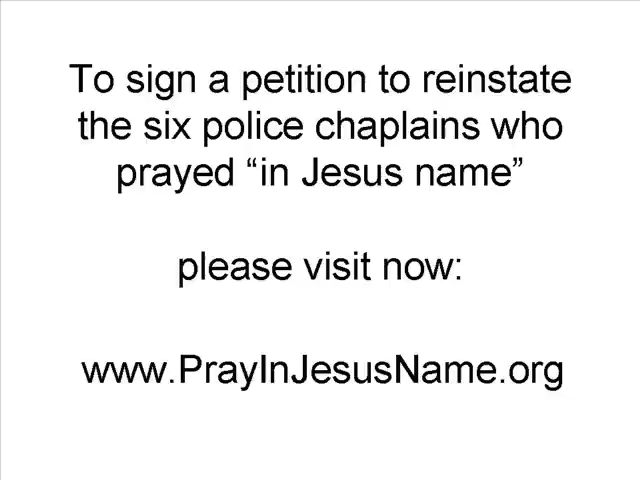 To sign a petition to reinstate
the six police chaplains who
prayed “in Jesus name”
please visit now:
www.PrayInJesusName.org